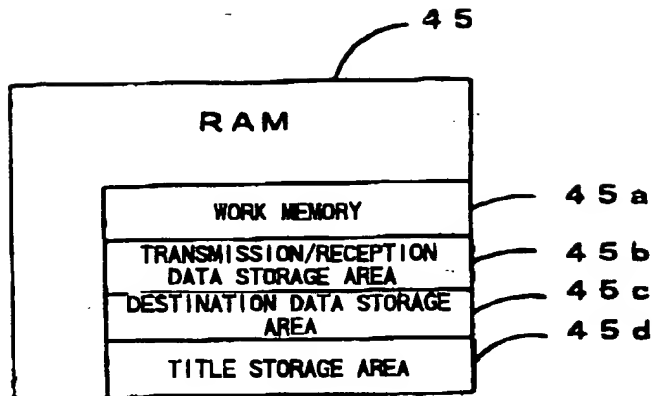 45
RAM
WORK MEMORY
45a
TRANSMISSION/RECEPTION
DATA STORAGE AREA
45b
DESTINATION DATA STORAGE
AREA
45c
TITLE STORAGE AREA
45d